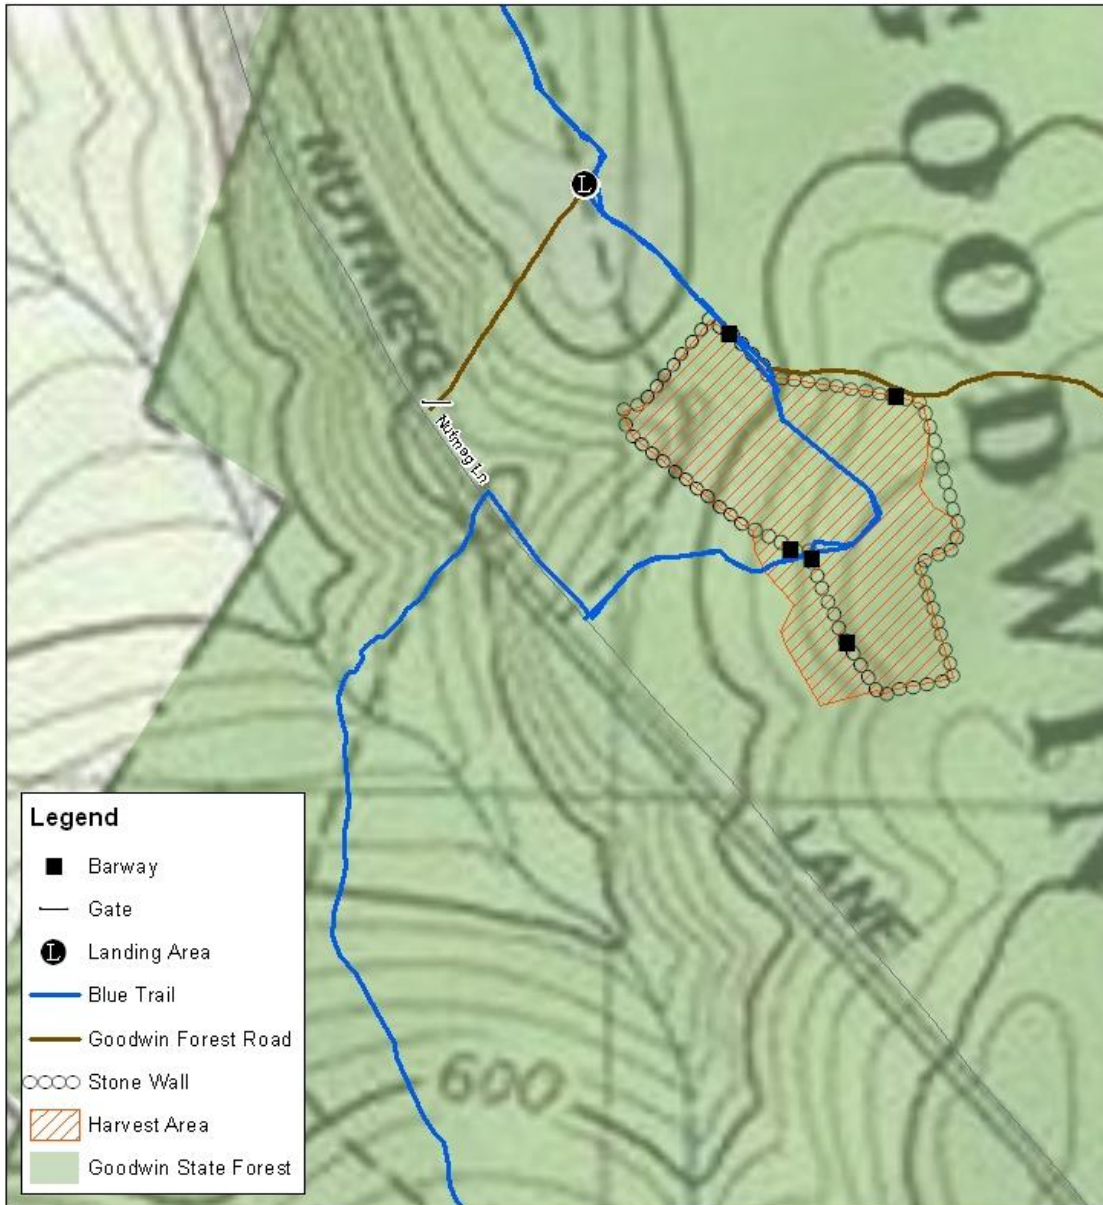 NUTMEG
L
Nutmeg Ln
GOODWIN
LANE
600
Legend
Barway
Gate
L
Landing Area
Blue Trail
Goodwin Forest Road
Stone Wall
Harvest Area
Goodwin State Forest